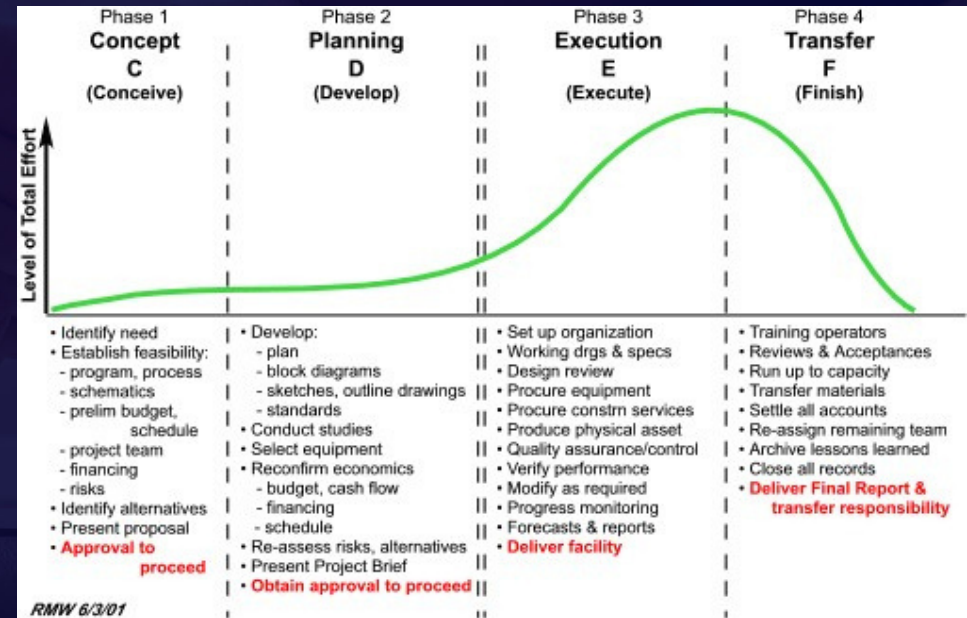 Phase 1
Concept
C
(Conceive)
Phase 2
Planning
D
(Develop)
Phase 3
Execution
E
(Execute)
Phase 4
Transfer
F
(Finish)
Level of Total Effort
• Identify need
• Establish feasibility:
- program, process
- schematics
- prelim budget,
schedule
- project team
- financing
- risks
• Identify alternatives
• Present proposal
• Approval to
proceed
• Develop:
- plan
- block diagrams
- sketches, outline drawings
- standards
• Conduct studies
• Select equipment
• Reconfirm economics
- budget, cash flow
- financing
- schedule
• Re-assess risks, alternatives
• Present Project Brief
• Obtain approval to proceed
• Set up organization
• Working drgs & specs
• Design review
• Procure equipment
• Procure constrn services
• Produce physical asset
• Quality assurance/control
• Verify performance
• Modify as required
• Progress monitoring
• Forecasts & reports
• Deliver facility
• Training operators
• Reviews & Acceptances
• Run up to capacity
• Transfer materials
• Settle all accounts
• Re-assign remaining team
• Archive lessons learned
• Close all records
• Deliver Final Report &
transfer responsibility
RMW 6/3/01